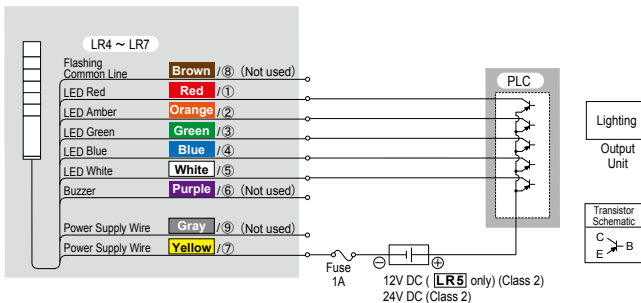 LR4 ～ LR7
Flashing
Common Line Brown /⑧ (Not used)
LED Red Red /①
LED Amber Orange /②
LED Green Green /③
LED Blue Blue /④
LED White White /⑤
Buzzer Purple /⑥ (Not used)
Power Supply Wire Gray /⑨ (Not used)
Power Supply Wire Yellow /⑦
Fuse
1A
⊖ ⊕
12V DC ( LR5 only) (Class 2)
24V DC (Class 2)
PLC
Lighting
Output
Unit
Transistor
Schematic
C
B
E